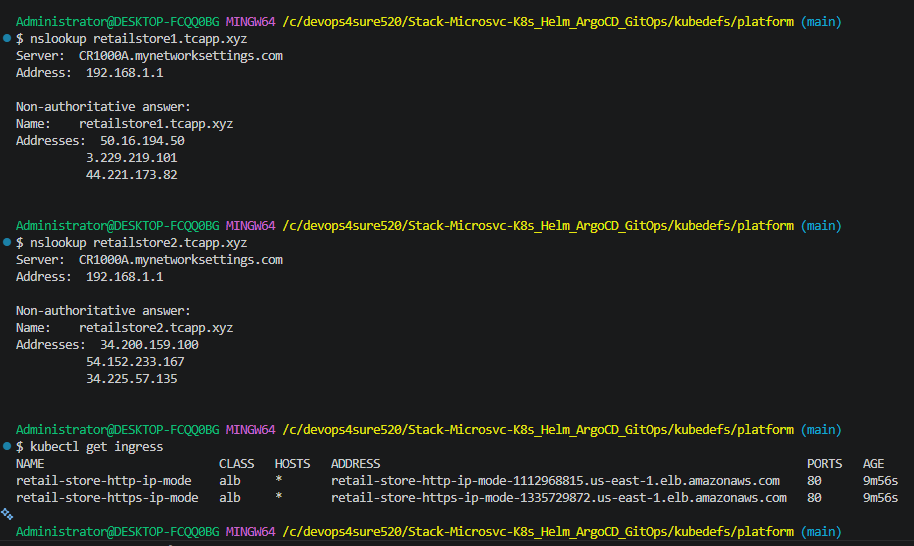 Administrator@DESKTOP-FCQQ0BG MINGW64 /c/devops4sure520/Stack-Microsvc-K8s_Helm_ArgoCD_GitOps/kubedefs/platform (main)
$ nslookup retailstore1.tcapp.xyz
Server:  CR1000A.mynetworksettings.com
Address:  192.168.1.1
Non-authoritative answer:
Name:    retailstore1.tcapp.xyz
Addresses:  50.16.194.50
3.229.219.101
44.221.173.82
Administrator@DESKTOP-FCQQ0BG MINGW64 /c/devops4sure520/Stack-Microsvc-K8s_Helm_ArgoCD_GitOps/kubedefs/platform (main)
$ nslookup retailstore2.tcapp.xyz
Server:  CR1000A.mynetworksettings.com
Address:  192.168.1.1
Non-authoritative answer:
Name:    retailstore2.tcapp.xyz
Addresses:  34.200.159.100
54.152.233.167
34.225.57.135
Administrator@DESKTOP-FCQQ0BG MINGW64 /c/devops4sure520/Stack-Microsvc-K8s_Helm_ArgoCD_GitOps/kubedefs/platform (main)
$ kubectl get ingress
NAME CLASS HOSTS ADDRESS PORTS AGE
retail-store-http-ip-mode alb * retail-store-http-ip-mode-1112968815.us-east-1.elb.amazonaws.com 80 9m56s
retail-store-https-ip-mode alb * retail-store-https-ip-mode-1335729872.us-east-1.elb.amazonaws.com 80 9m56s
Administrator@DESKTOP-FCQQ0BG MINGW64 /c/devops4sure520/Stack-Microsvc-K8s_Helm_ArgoCD_GitOps/kubedefs/platform (main)